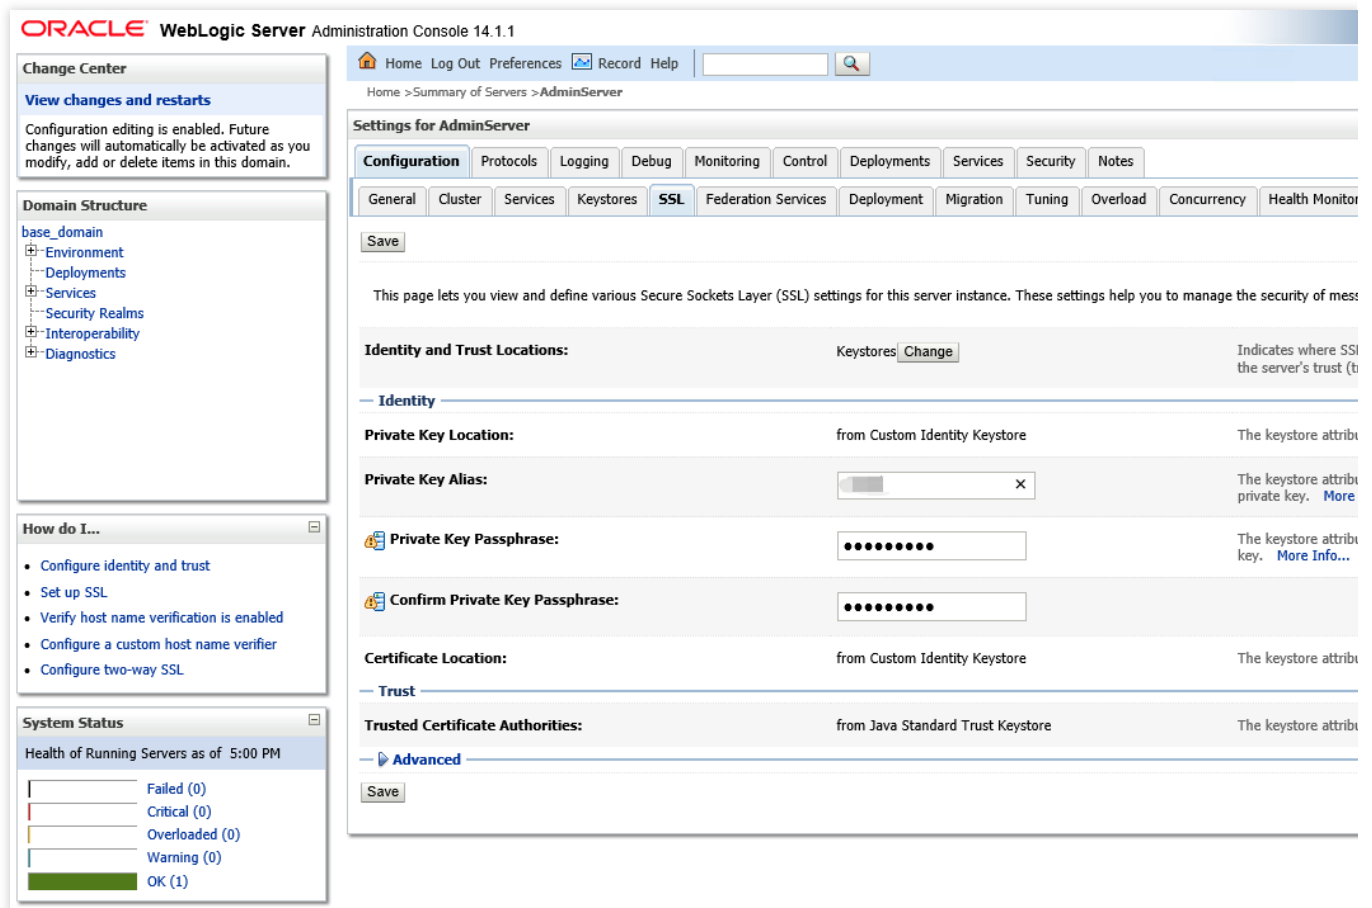 ORACLE WebLogic Server Administration Console 14.1.1
Change Center
View changes and restarts
Configuration editing is enabled. Future
changes will automatically be activated as you
modify, add or delete items in this domain.
Domain Structure
base_domain
Environment
Deployments
Services
Security Realms
Interoperability
Diagnostics
How do I...
Configure identity and trust
Set up SSL
Verify host name verification is enabled
Configure a custom host name verifier
Configure two-way SSL
System Status
Health of Running Servers as of 5:00 PM
Failed (0)
Critical (0)
Overloaded (0)
Warning (0)
OK (1)
Home Log Out Preferences Record Help
Home >Summary of Servers >AdminServer
Settings for AdminServer
Configuration Protocols Logging Debug Monitoring Control Deployments Services Security Notes
General Cluster Services Keystores SSL Federation Services Deployment Migration Tuning Overload Concurrency Health Monitor
Save
This page lets you view and define various Secure Sockets Layer (SSL) settings for this server instance. These settings help you to manage the security of mess
Identity and Trust Locations: Keystores Change Indicates where SSL
the server's trust (tr
Identity
Private Key Location: from Custom Identity Keystore The keystore attribu
Private Key Alias: The keystore attribu
private key. More
Private Key Passphrase: The keystore attribu
key. More Info...
Confirm Private Key Passphrase:
Certificate Location: from Custom Identity Keystore The keystore attribu
Trust
Trusted Certificate Authorities: from Java Standard Trust Keystore The keystore attribu
Advanced
Save